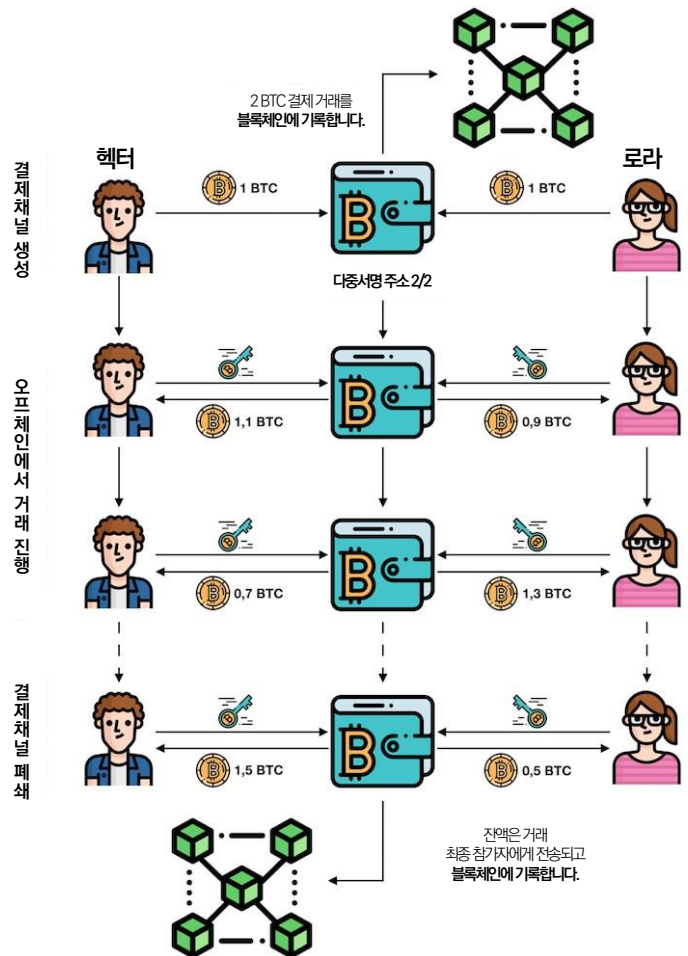 2 BTC 결제 거래를
블록체인에 기록합니다.
헥터
로라
결제채널 생성
1 BTC
1 BTC
다중서명 주소 2/2
오프체인에서 거래 진행
1,1 BTC
0,9 BTC
0,7 BTC
1,3 BTC
결제채널 폐쇄
1,5 BTC
0,5 BTC
잔액은 거래
최종 참가자에게 전송되고
블록체인에 기록합니다.